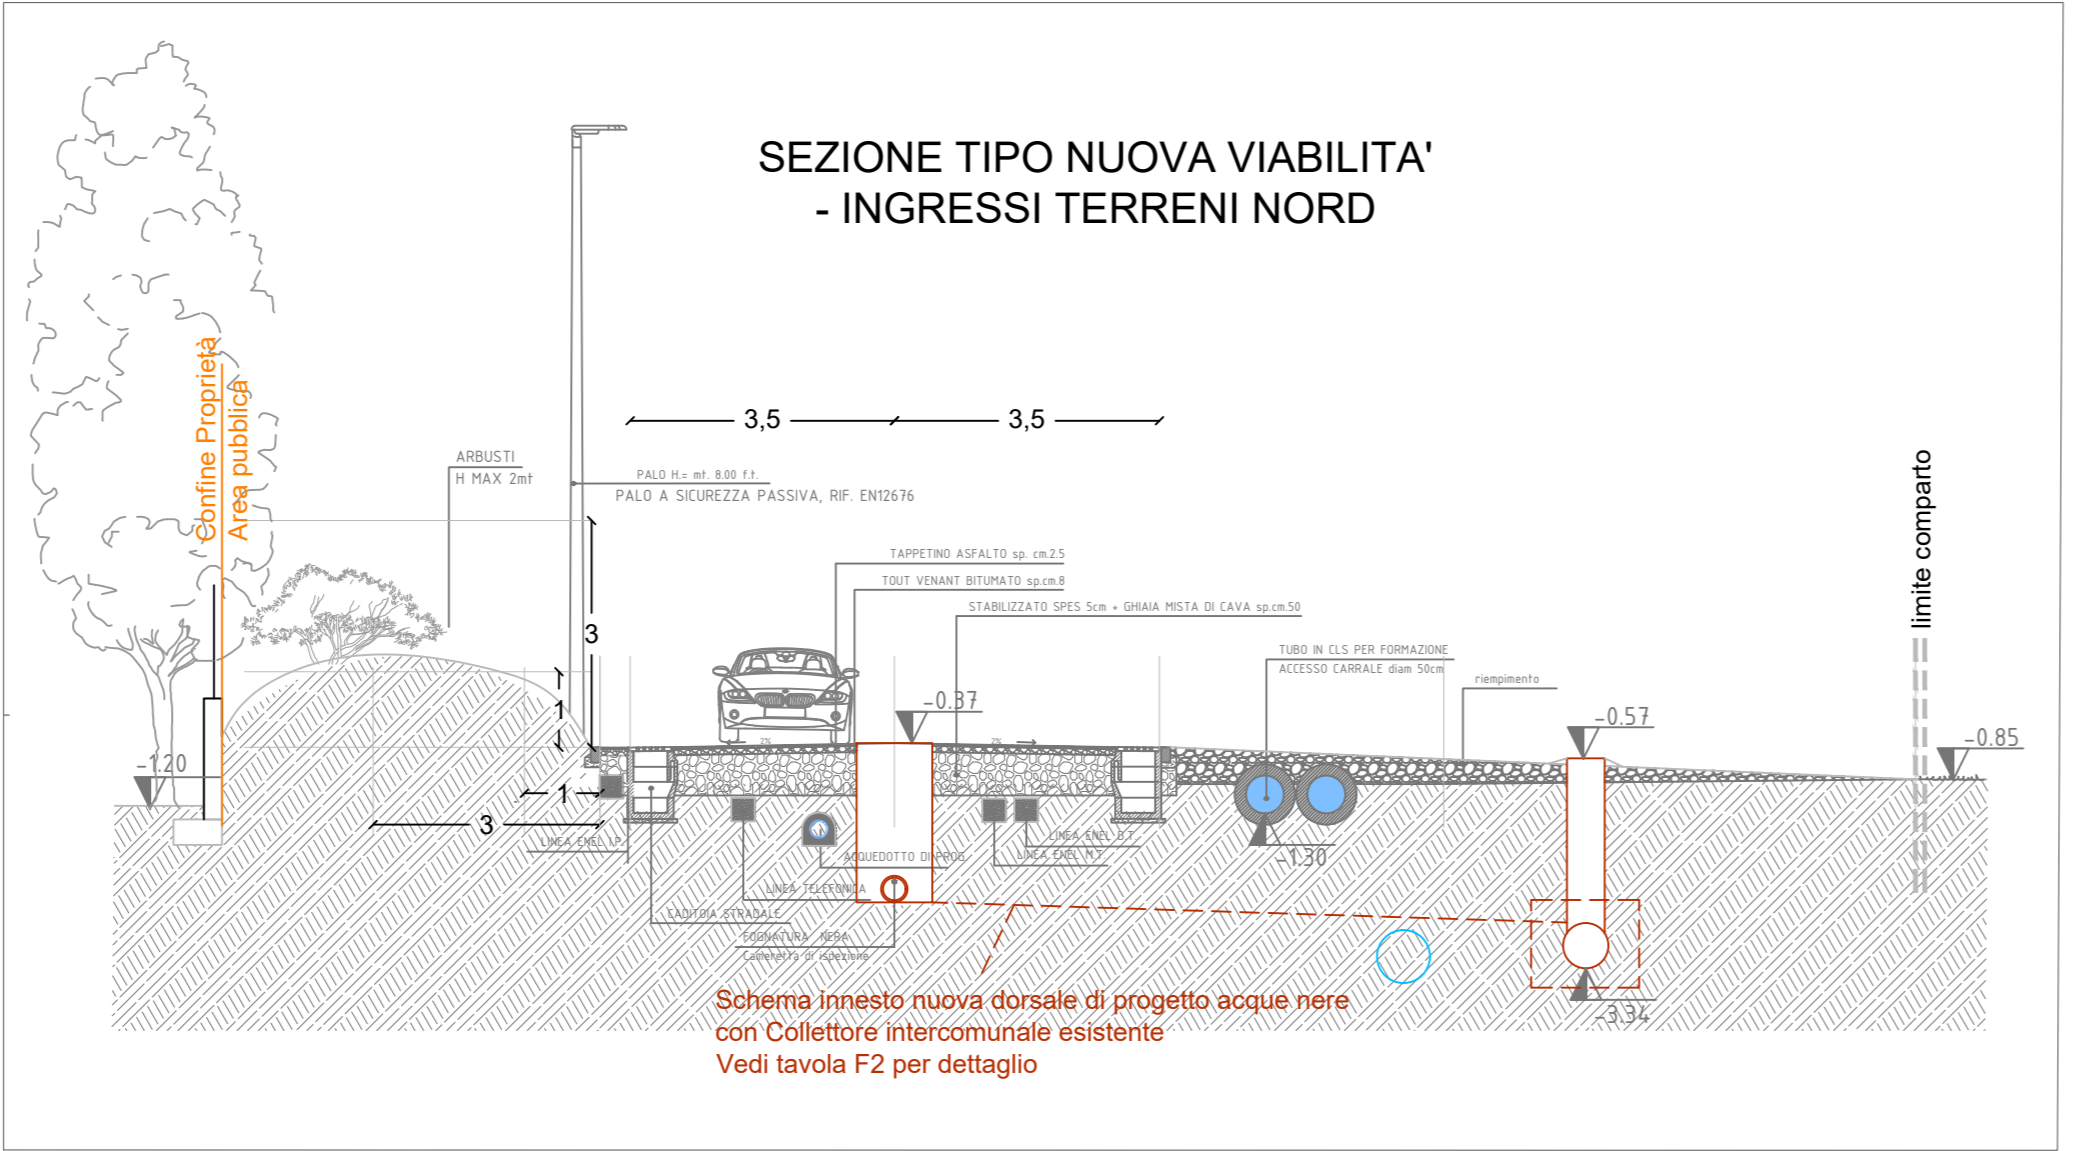 SEZIONE TIPO NUOVA VIABILITA'
- INGRESSI TERRENI NORD
Confine Proprietà
Area pubblica
3,5
3,5
ARBUSTI
H MAX 2mt
PALO H.= mt. 8.00 f.t.
PALO A SICUREZZA PASSIVA, RIF. EN12676
limite comparto
TAPPETINO ASFALTO sp. cm.2.5
TOUT VENANT BITUMATO sp.cm.8
STABILIZZATO SPES 5cm + GHIAIA MISTA DI CAVA sp.cm.50
3
TUBO IN CLS PER FORMAZIONE
ACCESSO CARRALE diam 50cm
riempimento
1
-0.37
-0.57
-0.85
2%
2%
-1.20
1
3
LINEA ENEL I.P.
LINEA ENEL B.T.
LINEA ENEL M.T.
ACQUEDOTTO DI PROG.
-1.30
LINEA TELEFONICA
CADITOIA STRADALE
FOGNATURA NERA
Cameretta di ispezione
Schema innesto nuova dorsale di progetto acque nere
con Collettore intercomunale esistente
Vedi tavola F2 per dettaglio
-3.34